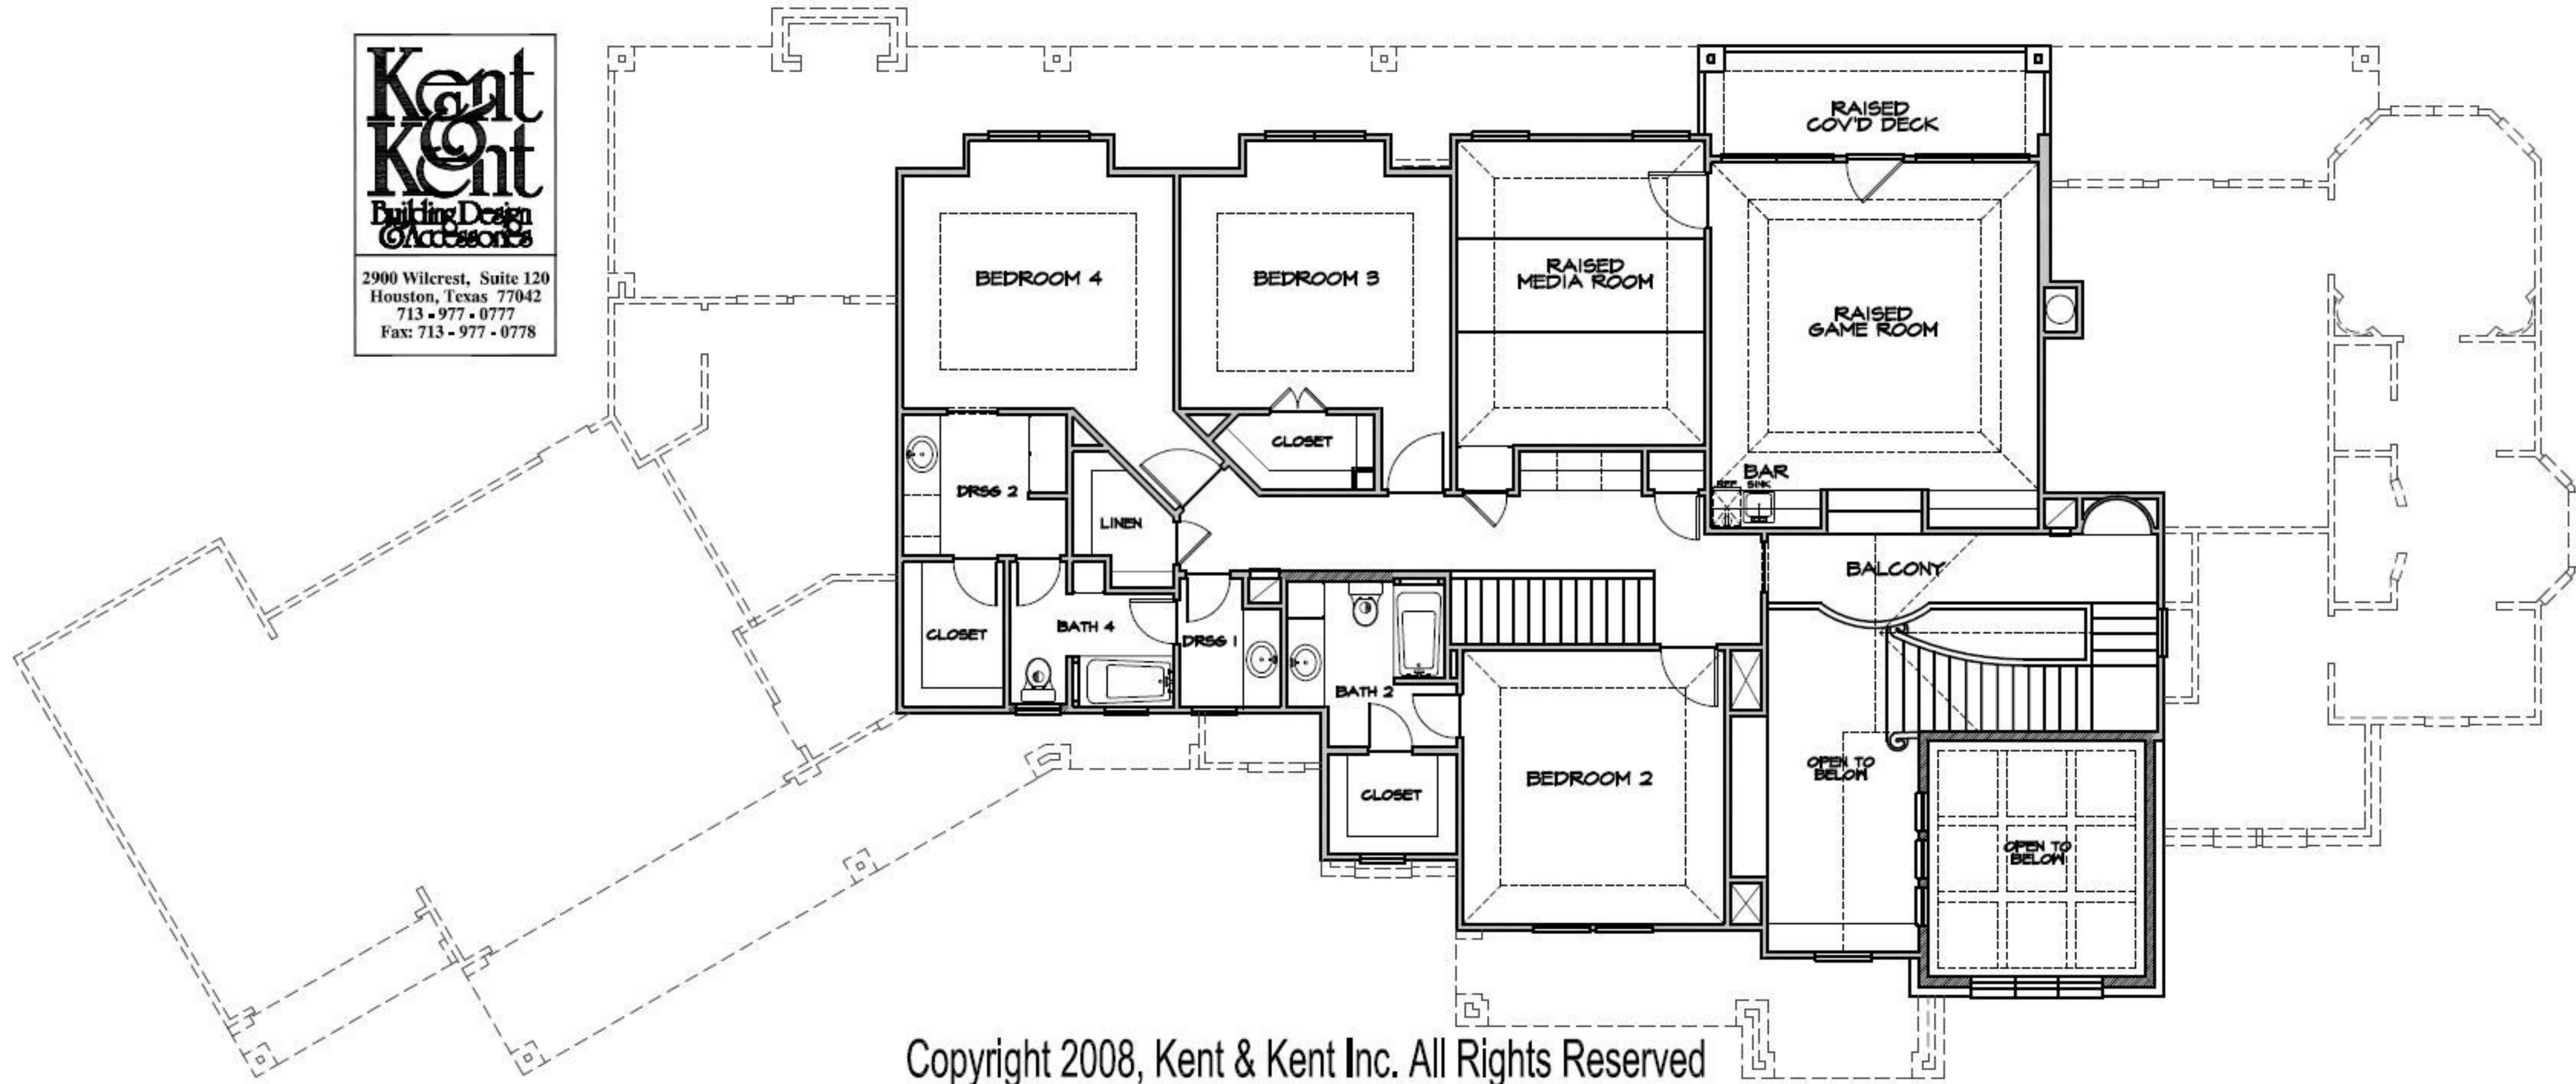 Kent
&
Kent
Building Design
& Accessories
2900 Wilcrest, Suite 120
Houston, Texas 77042
713 - 977 - 0777
Fax: 713 - 977 - 0778
RAISED
COV'D DECK
BEDROOM 4
BEDROOM 3
RAISED
MEDIA ROOM
RAISED
GAME ROOM
CLOSET
BAR
REF
SINK
DRSG 2
LINEN
BALCONY
CLOSET
BATH 4
DRSG 1
BATH 2
OPEN TO
BELOW
BEDROOM 2
CLOSET
OPEN TO
BELOW
Copyright 2008, Kent & Kent Inc. All Rights Reserved